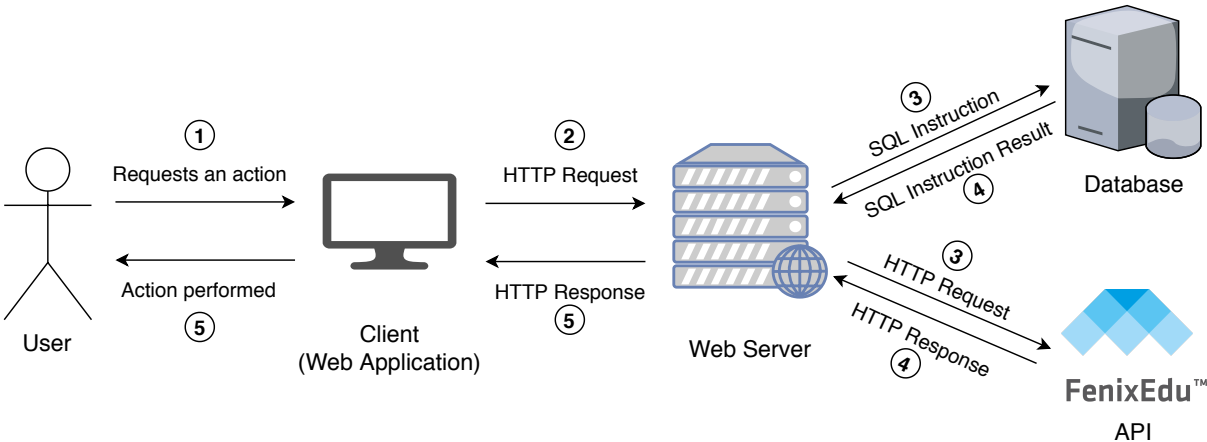 1
Requests an action
Action performed
5
User
Client
(Web Application)
2
HTTP Request
HTTP Response
5
Web Server
3
SQL Instruction
SQL Instruction Result
4
Database
3
HTTP Request
HTTP Response
4
FenixEdu™
API